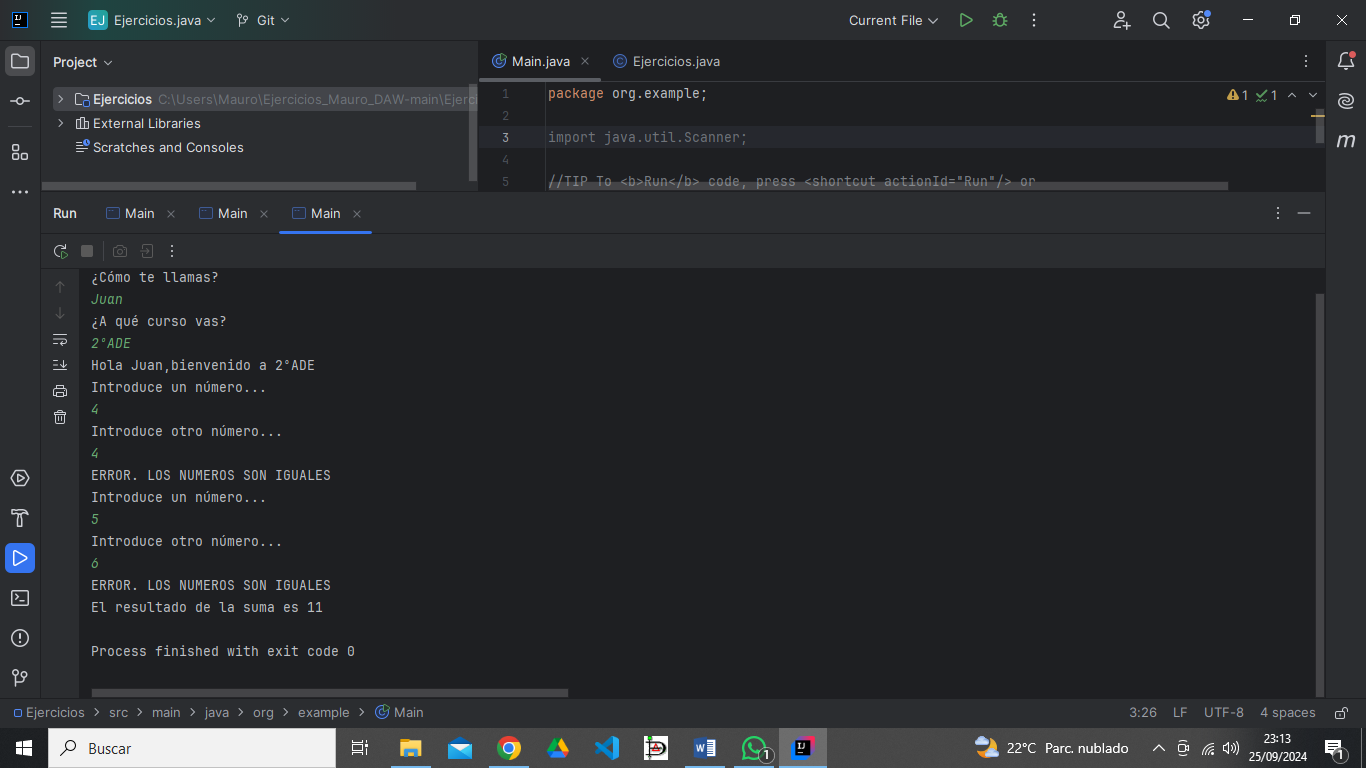 EJ Ejercicios.java Git Current File
Project
Main.java Ejercicios.java
Ejercicios C:\Users\Mauro\Ejercicios_Mauro_DAW-main\Ejerci
External Libraries
Scratches and Consoles
1 package org.example; 1 1
2
3 import java.util.Scanner;
4
5 //TIP To <b>Run</b> code, press <shortcut actionId="Run"/> or
Run Main Main Main
¿Cómo te llamas?
Juan
¿A qué curso vas?
2°ADE
Hola Juan,bienvenido a 2°ADE
Introduce un número...
4
Introduce otro número...
4
ERROR. LOS NUMEROS SON IGUALES
Introduce un número...
5
Introduce otro número...
6
ERROR. LOS NUMEROS SON IGUALES
El resultado de la suma es 11
Process finished with exit code 0
Ejercicios > src > main > java > org > example > Main 3:26 LF UTF-8 4 spaces
Buscar 22°C Parc. nublado 23:13
25/09/2024